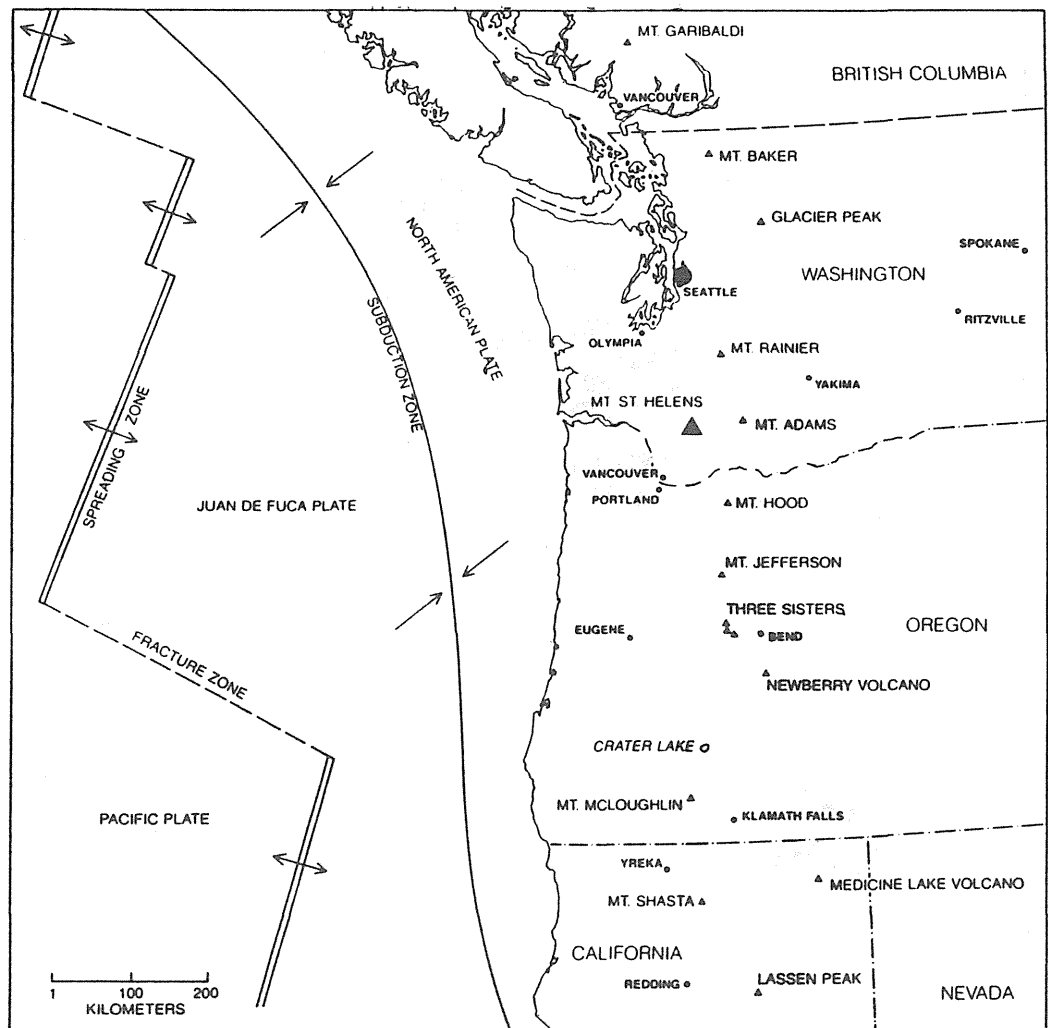 MT. GARIBALDI
BRITISH COLUMBIA
VANCOUVER
MT. BAKER
GLACIER PEAK
SPOKANE
WASHINGTON
SEATTLE
RITZVILLE
OLYMPIA
MT. RAINIER
YAKIMA
MT ST HELENS
MT. ADAMS
NORTH AMERICAN PLATE
SUBDUCTION ZONE
SPREADING ZONE
JUAN DE FUCA PLATE
VANCOUVER
PORTLAND
MT. HOOD
MT. JEFFERSON
THREE SISTERS
EUGENE
BEND
OREGON
NEWBERRY VOLCANO
FRACTURE ZONE
CRATER LAKE
MT. MCLOUGHLIN
KLAMATH FALLS
PACIFIC PLATE
YREKA
MEDICINE LAKE VOLCANO
MT. SHASTA
CALIFORNIA
REDDING
LASSEN PEAK
NEVADA
1 100 200
KILOMETERS